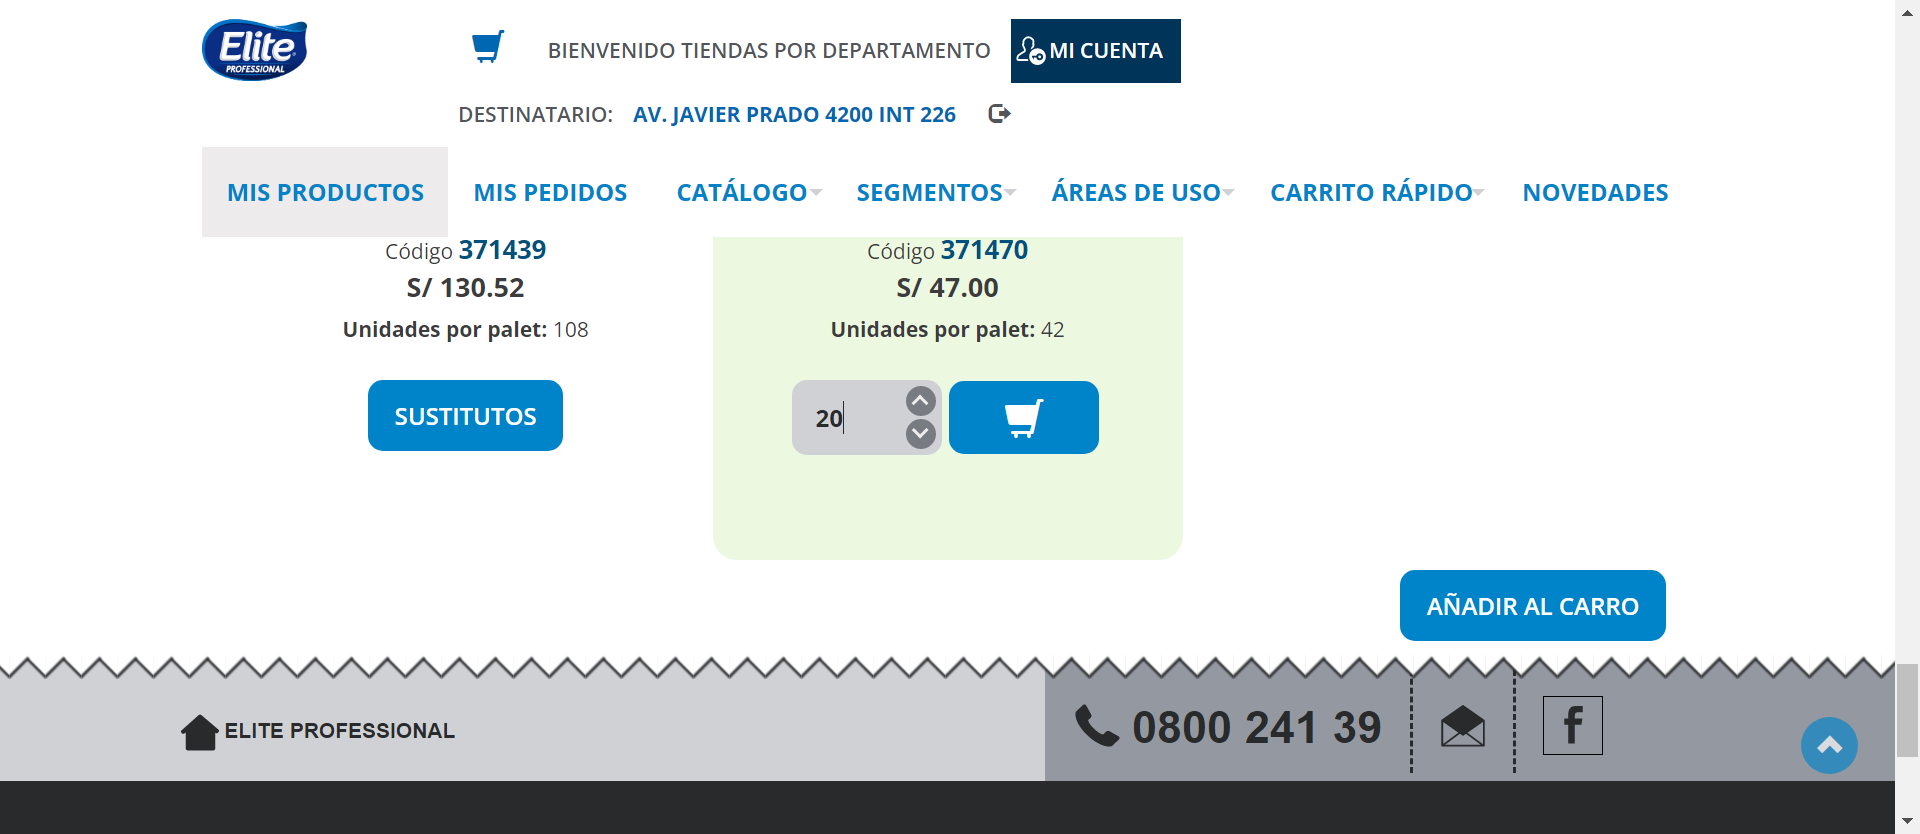 Elite
PROFESSIONAL
BIENVENIDO TIENDAS POR DEPARTAMENTO
MI CUENTA
DESTINATARIO: AV. JAVIER PRADO 4200 INT 226
MIS PRODUCTOS MIS PEDIDOS CATÁLOGO SEGMENTOS ÁREAS DE USO CARRITO RÁPIDO NOVEDADES
Código 371439
S/ 130.52
Unidades por palet: 108
SUSTITUTOS
Código 371470
S/ 47.00
Unidades por palet: 42
20
AÑADIR AL CARRO
ELITE PROFESSIONAL
0800 241 39
f